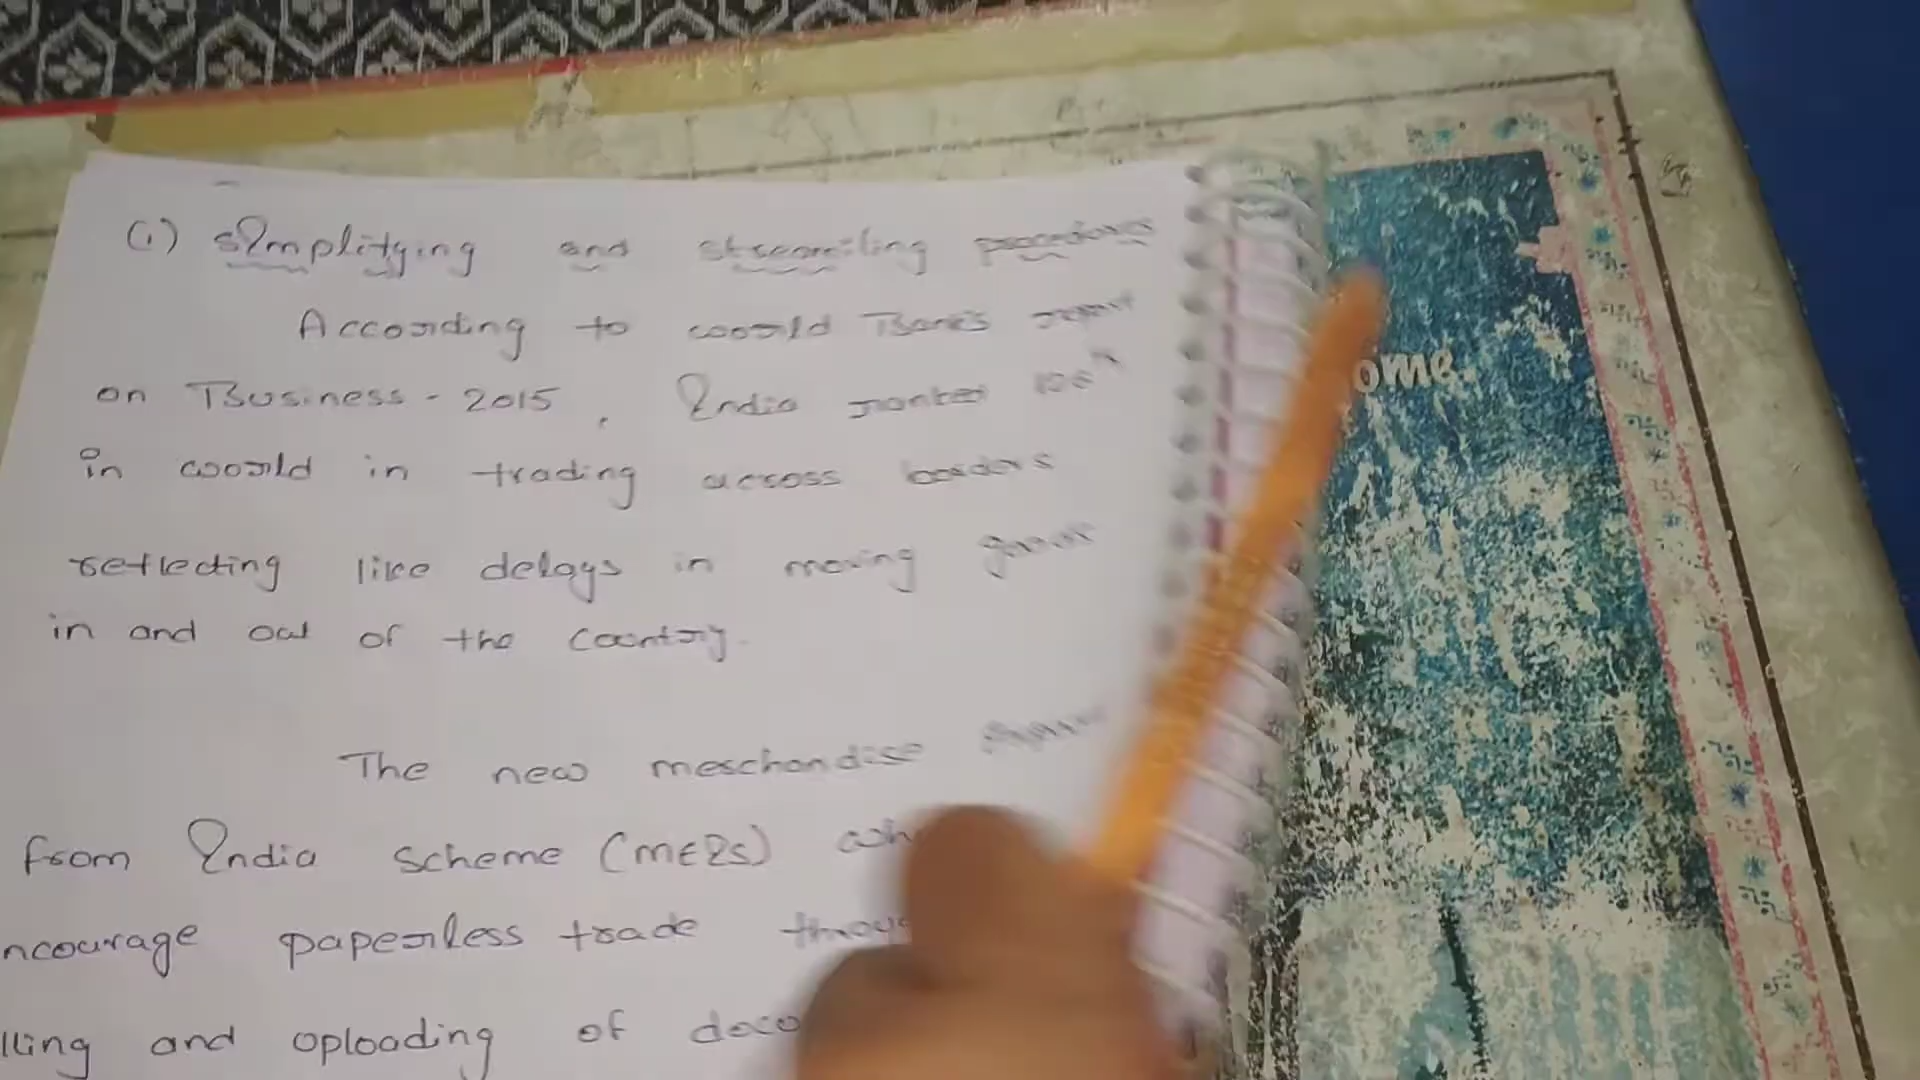 (i) simplifying and streamiling procedures
According to world Bank's report
on Business - 2015, India ranked
in world in trading across borders
reflecting like delays in moving goods
in and out of the country.
The new merchandise
from India scheme (MEIS)
ncourage paperless trade
lling and uploading of
ome.